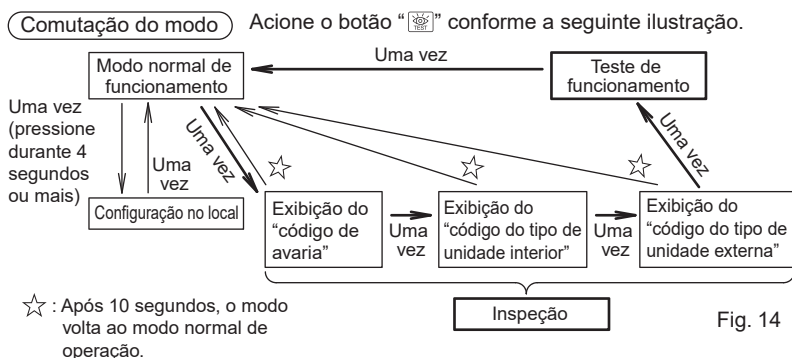 Comutação do modo
Acione o botão “TEST” conforme a seguinte ilustração.
Modo normal de
funcionamento
Uma vez
Teste de
funcionamento
Uma vez
(pressione
durante 4
segundos
ou mais)
Uma
vez
Uma vez
Uma vez
Configuração no local
Exibição do
“código de
avaria”
Uma
vez
Exibição do
“código do tipo de
unidade interior”
Uma
vez
Exibição do
“código do tipo de
unidade externa”
☆ : Após 10 segundos, o modo
volta ao modo normal de
operação.
Inspeção
Fig. 14